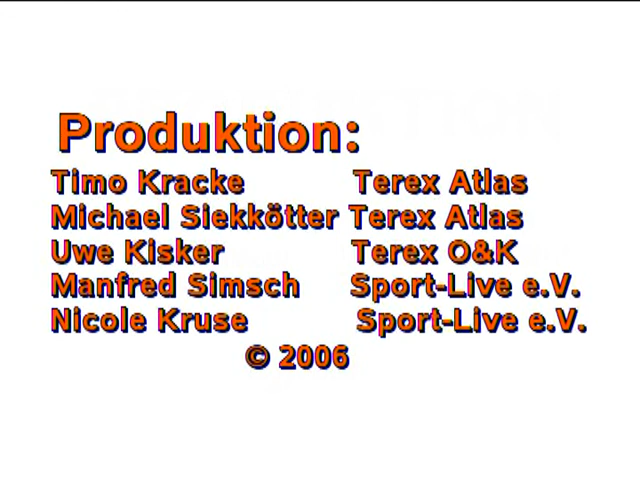 Produktion:
Timo Kracke Terex Atlas
Michael Siekkötter Terex Atlas
Uwe Kisker Terex O&K
Manfred Simsch Sport-Live e.V.
Nicole Kruse Sport-Live e.V.
© 2006